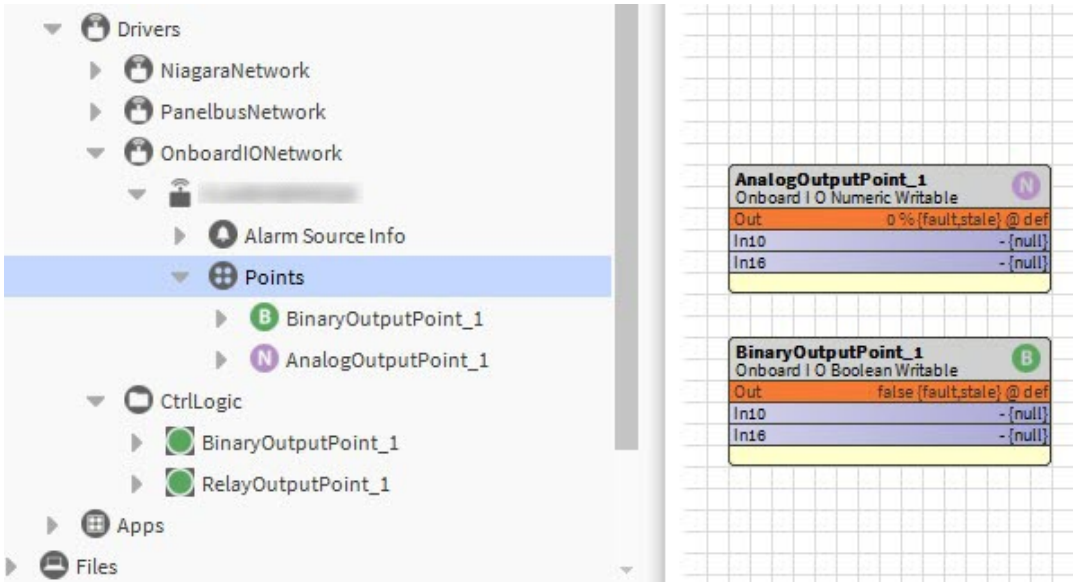 Drivers
NiagaraNetwork
PanelbusNetwork
OnboardIONetwork
Alarm Source Info
Points
B BinaryOutputPoint_1
N AnalogOutputPoint_1
CtrlLogic
BinaryOutputPoint_1
RelayOutputPoint_1
Apps
Files
AnalogOutputPoint_1 N
Onboard I O Numeric Writable
Out 0 % {fault,stale} @ def
In10 - {null}
In16 - {null}
BinaryOutputPoint_1 B
Onboard I O Boolean Writable
Out false {fault,stale} @ def
In10 - {null}
In16 - {null}